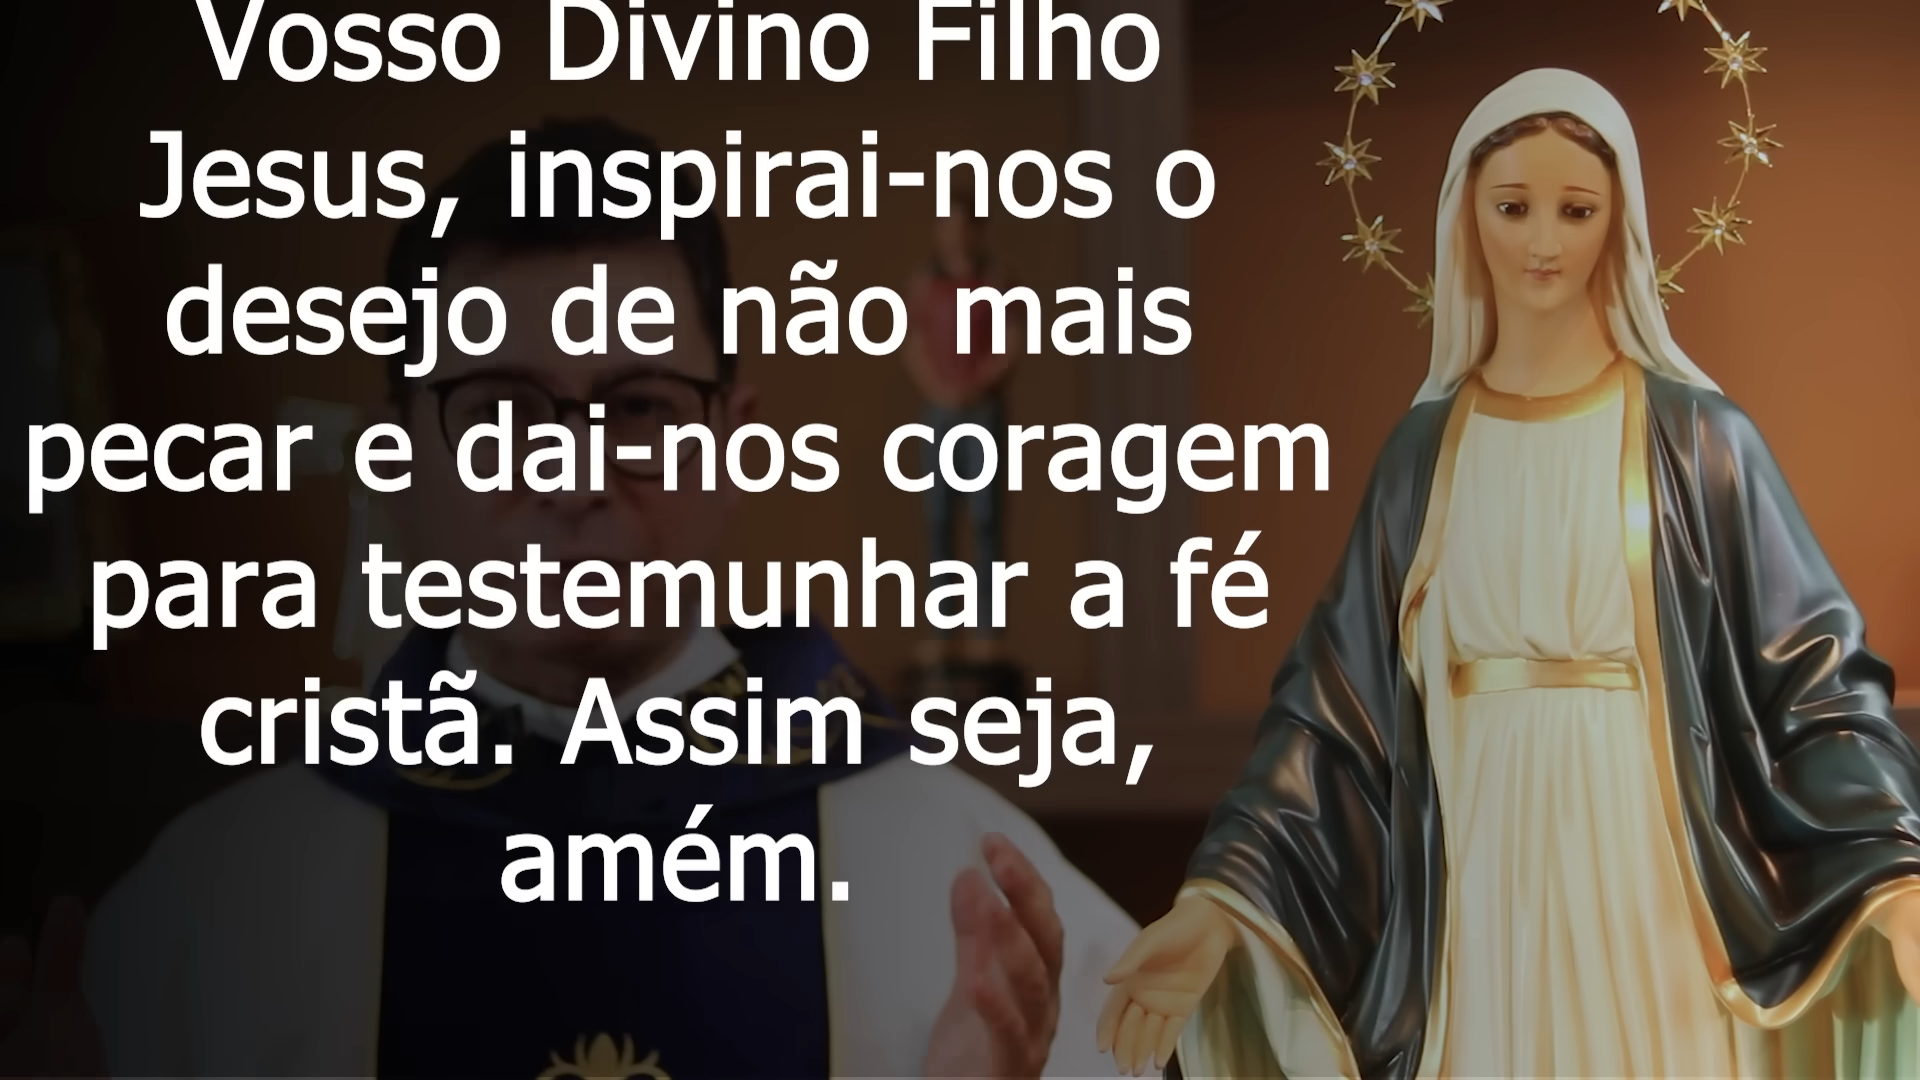 Vosso Divino Filho
Jesus, inspirai-nos o
desejo de não mais
pecar e dai-nos coragem
para testemunhar a fé
cristã. Assim seja,
amém.